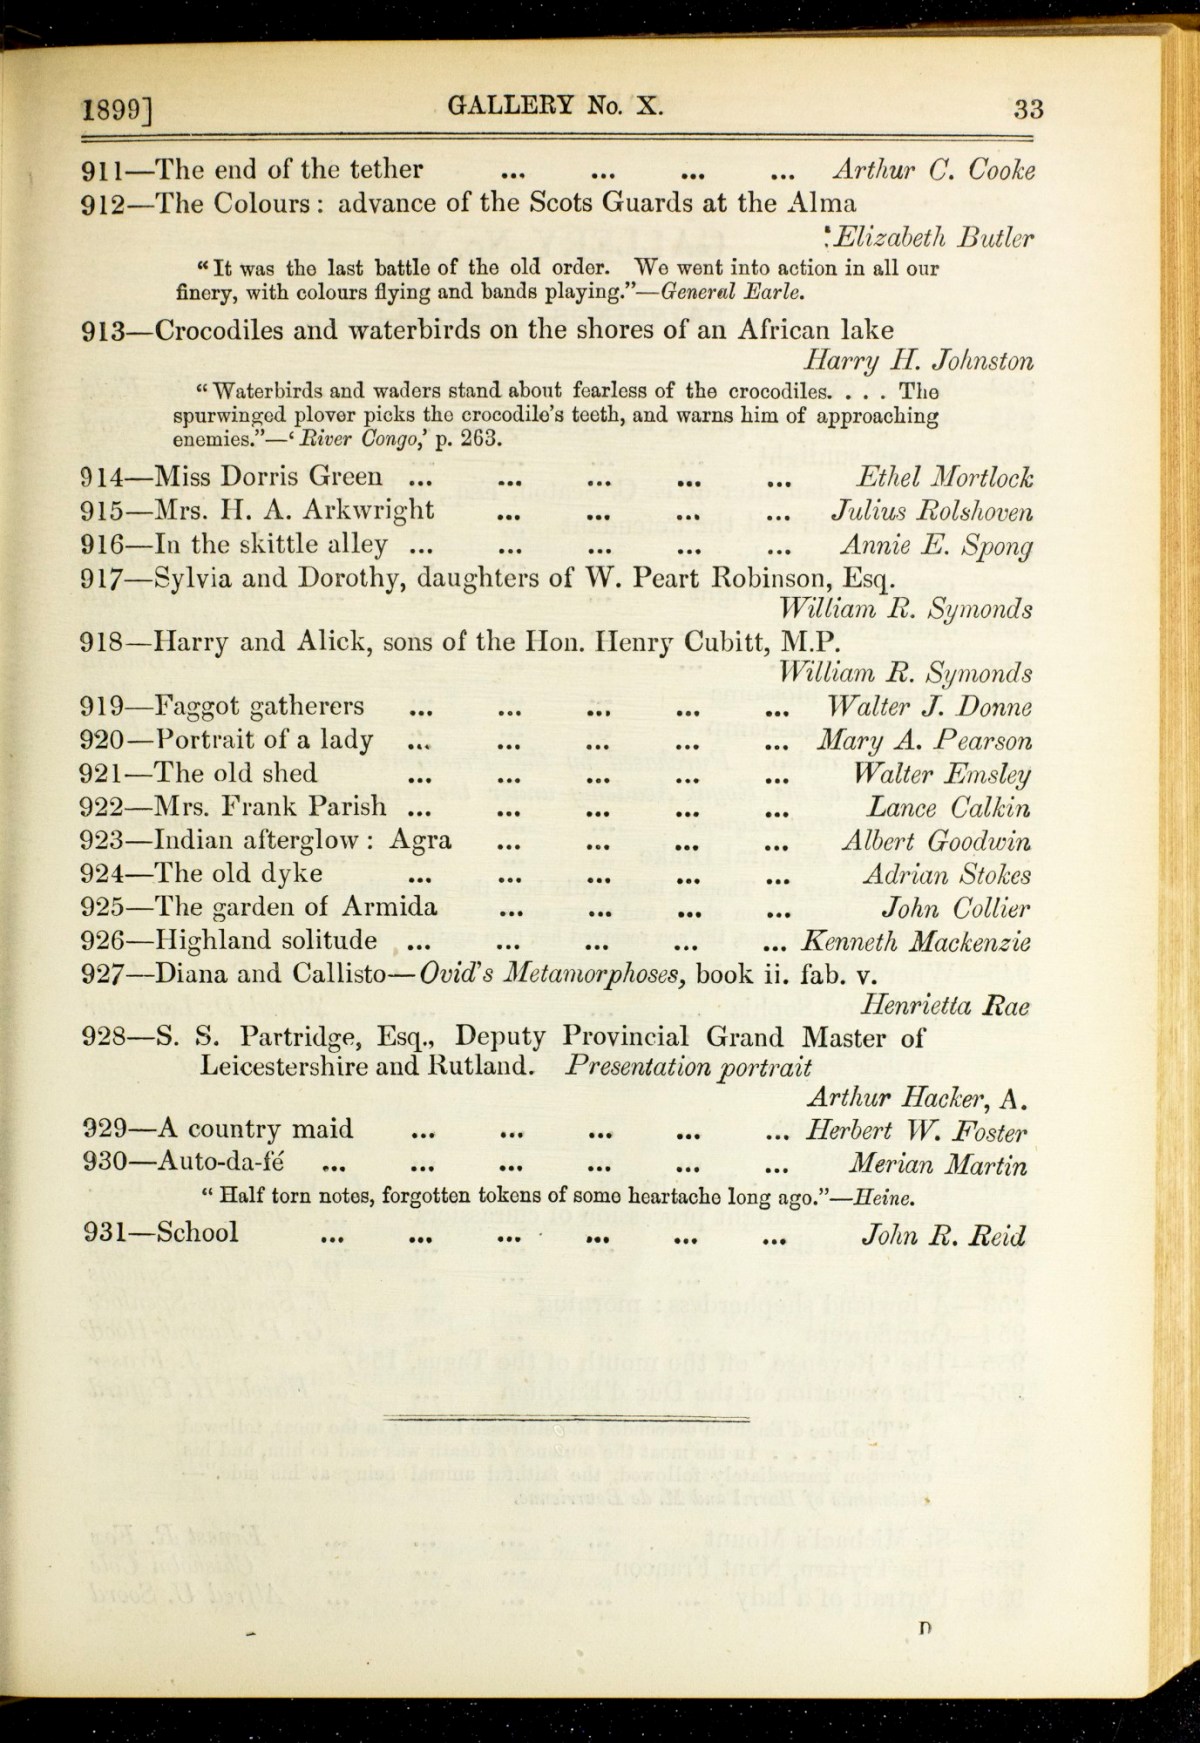 1899] GALLERY No. X. 33
911—The end of the tether ... ... ... ... Arthur C. Cooke
912—The Colours: advance of the Scots Guards at the Alma
Elizabeth Butler
“It was the last battle of the old order. We went into action in all our
finery, with colours flying and bands playing.”—General Earle.
913—Crocodiles and waterbirds on the shores of an African lake
Harry H. Johnston
“Waterbirds and waders stand about fearless of the crocodiles. . . . The
spurwinged plover picks the crocodile’s teeth, and warns him of approaching
enemies.”—‘River Congo,’ p. 263.
914—Miss Dorris Green ... ... ... ... ... Ethel Mortlock
915—Mrs. H. A. Arkwright ... ... ... ... Julius Rolshoven
916—In the skittle alley ... ... ... ... ... Annie E. Spong
917—Sylvia and Dorothy, daughters of W. Peart Robinson, Esq.
William R. Symonds
918—Harry and Alick, sons of the Hon. Henry Cubitt, M.P.
William R. Symonds
919—Faggot gatherers ... ... ... ... ... Walter J. Donne
920—Portrait of a lady ... ... ... ... ... Mary A. Pearson
921—The old shed ... ... ... ... ... Walter Emsley
922—Mrs. Frank Parish ... ... ... ... ... Lance Calkin
923—Indian afterglow: Agra ... ... ... ... Albert Goodwin
924—The old dyke ... ... ... ... ... Adrian Stokes
925—The garden of Armida ... ... ... ... John Collier
926—Highland solitude ... ... ... ... ... Kenneth Mackenzie
927—Diana and Callisto—Ovid’s Metamorphoses, book ii. fab. v.
Henrietta Rae
928—S. S. Partridge, Esq., Deputy Provincial Grand Master of
Leicestershire and Rutland. Presentation portrait
Arthur Hacker, A.
929—A country maid ... ... ... ... ... Herbert W. Foster
930—Auto-da-fé ... ... ... ... ... ... Merian Martin
“Half torn notes, forgotten tokens of some heartache long ago.”—Heine.
931—School ... ... ... ... ... ... John R. Reid
D